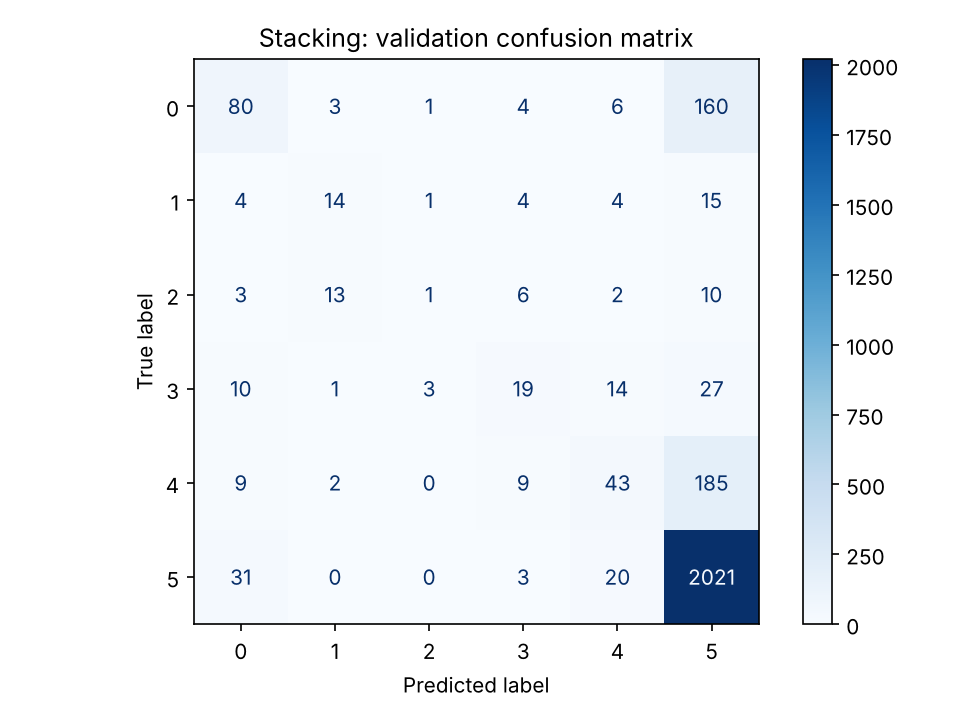 Stacking: validation confusion matrix
0 80 3 1 4 6 160
1 4 14 1 4 4 15
2 3 13 1 6 2 10
3 10 1 3 19 14 27
4 9 2 0 9 43 185
5 31 0 0 3 20 2021
0 1 2 3 4 5
Predicted label
True label
2000
1750
1500
1250
1000
750
500
250
0